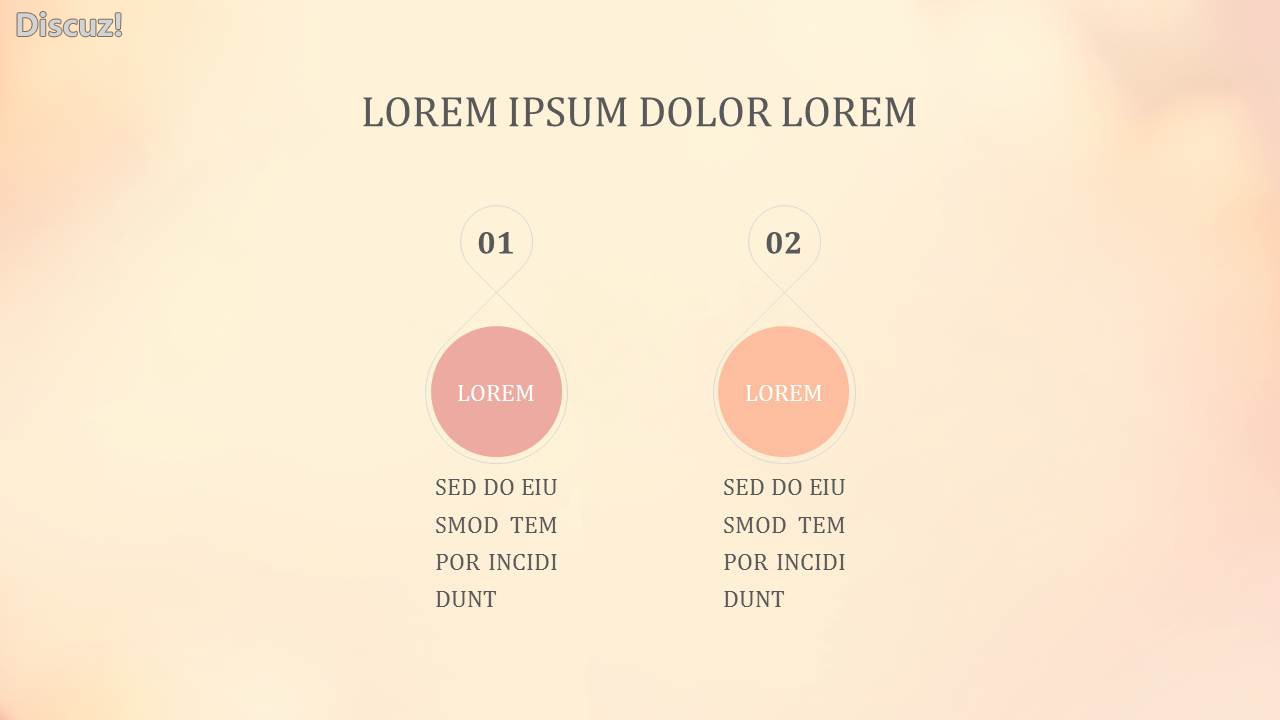 Discuz!
LOREM IPSUM DOLOR LOREM
01
LOREM
SED DO EIU
SMOD TEM
POR INCIDI
DUNT
02
LOREM
SED DO EIU
SMOD TEM
POR INCIDI
DUNT